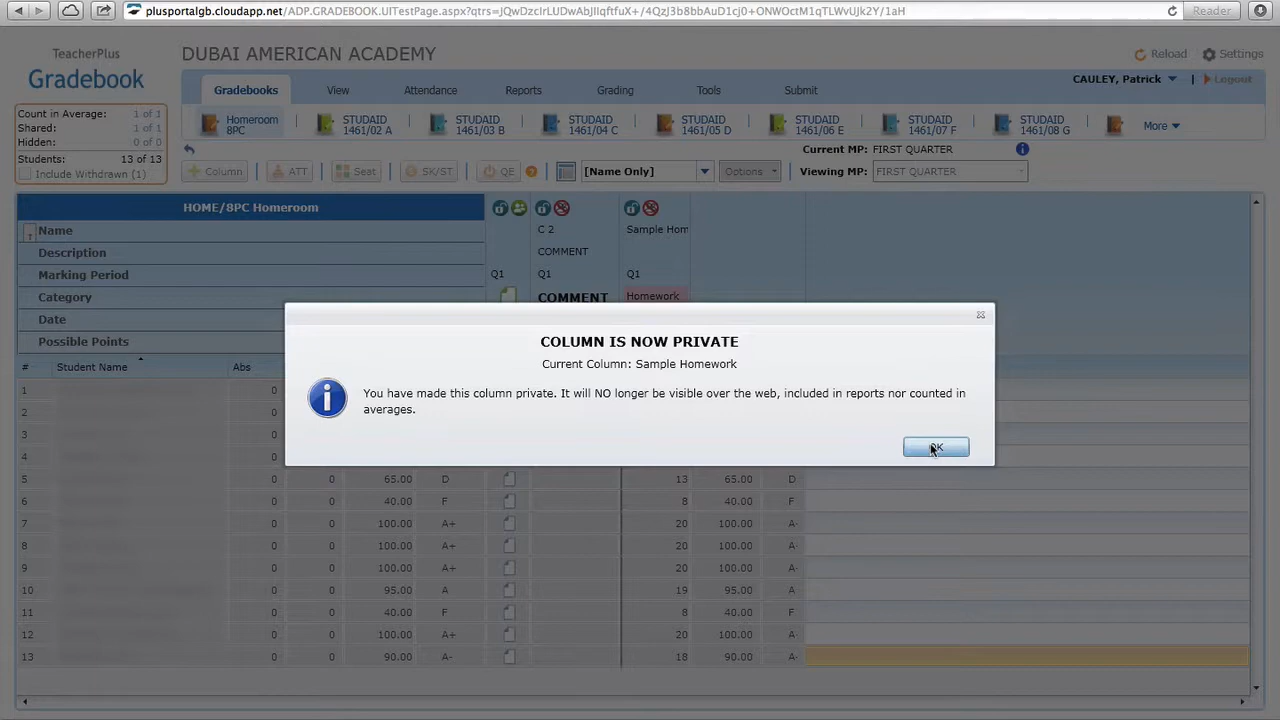 plusportalgb.cloudapp.net/ADP.GRADEBOOK.UITestPage.aspx?qtrs=JQwDzcIrLUDwAbJIIqftfuX+/4QzJ3b8bbAuD1cj0+ONWOctM1qTLWvUJk2Y/1aH
Reader
TeacherPlus
Gradebook
DUBAI AMERICAN ACADEMY
Reload
Settings
CAULEY, Patrick
Logout
Gradebooks View Attendance Reports Grading Tools Submit
Count in Average: 1 of 1
Shared: 1 of 1
Hidden: 0 of 0
Students: 13 of 13
Include Withdrawn (1)
Homeroom
8PC
STUDAID
1461/02 A
STUDAID
1461/03 B
STUDAID
1461/04 C
STUDAID
1461/05 D
STUDAID
1461/06 E
STUDAID
1461/07 F
STUDAID
1461/08 G
More
Current MP: FIRST QUARTER
Column ATT Seat SK/ST QE ? [Name Only] Options
Viewing MP: FIRST QUARTER
HOME/8PC Homeroom
Name C 2 Sample Hom
Description COMMENT
Marking Period Q1 Q1 Q1
Category COMMENT Homework
Date
Possible Points
# Student Name Abs
COLUMN IS NOW PRIVATE
Current Column: Sample Homework
You have made this column private. It will NO longer be visible over the web, included in reports nor counted in
averages.
OK
1 0
2 0
3 0
4 0
5 0 0 65.00 D 13 65.00 D
6 0 0 40.00 F 8 40.00 F
7 0 0 100.00 A+ 20 100.00 A-
8 0 0 100.00 A+ 20 100.00 A-
9 0 0 100.00 A+ 20 100.00 A-
10 0 0 95.00 A 19 95.00 A
11 0 0 40.00 F 8 40.00 F
12 0 0 100.00 A+ 20 100.00 A-
13 0 0 90.00 A- 18 90.00 A-